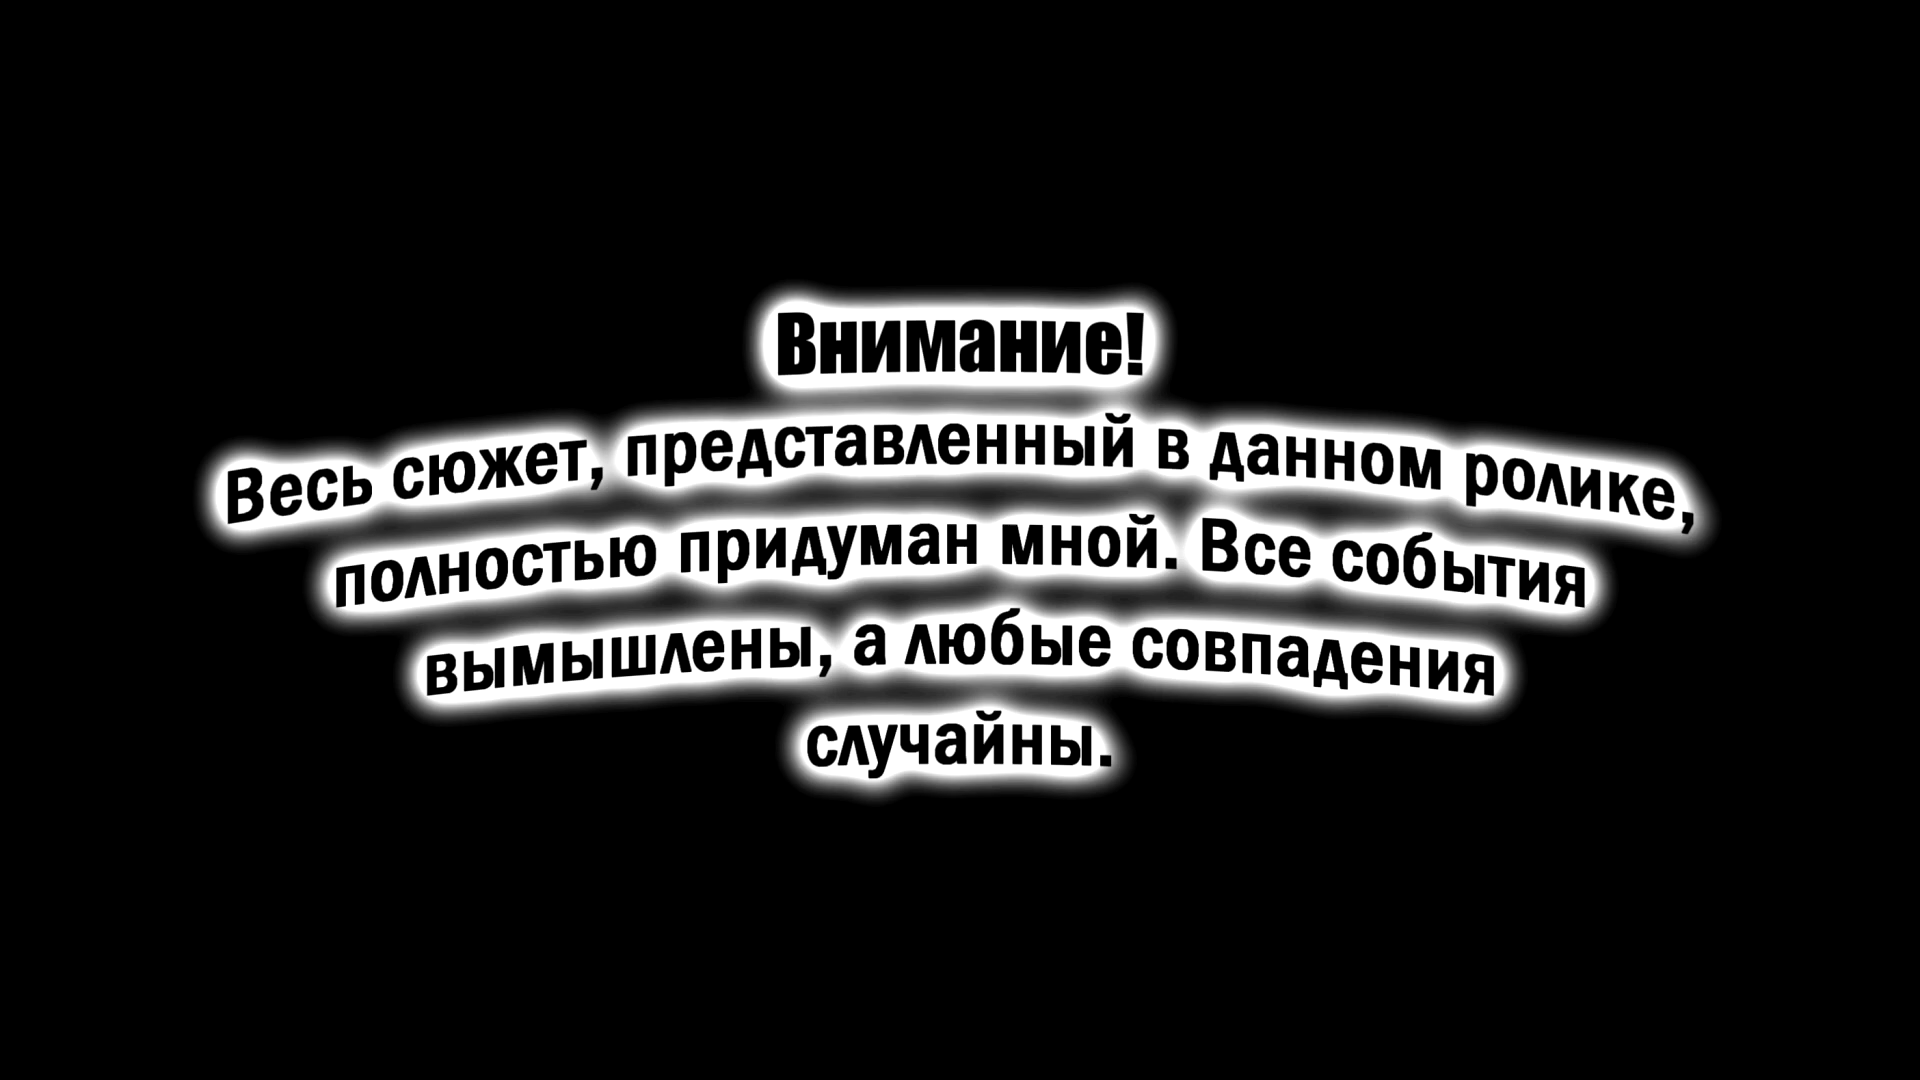 Внимание!
Весь сюжет, представленный в данном ролике,
полностью придуман мной. Все события
вымышлены, а любые совпадения
случайны.